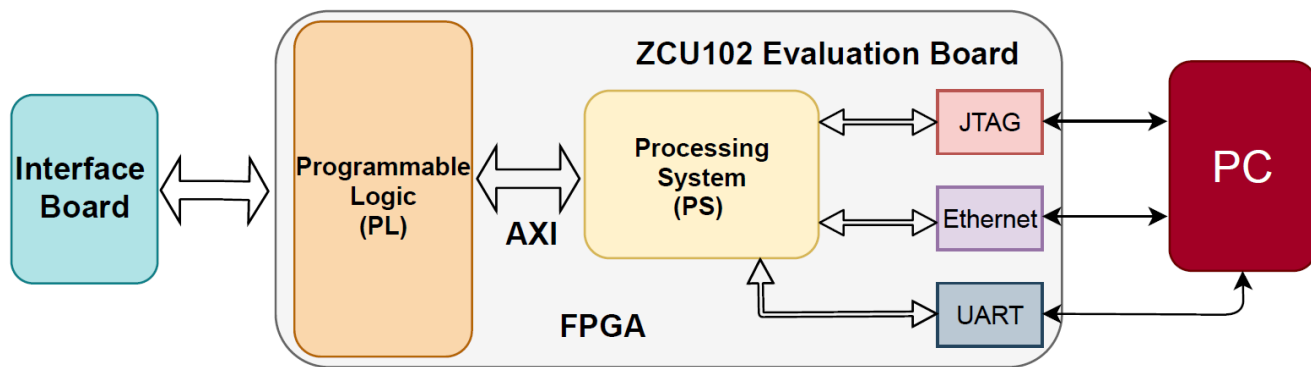 ZCU102 Evaluation Board
Interface
Board
Programmable
Logic
(PL)
AXI
Processing
System
(PS)
JTAG
Ethernet
UART
FPGA
PC